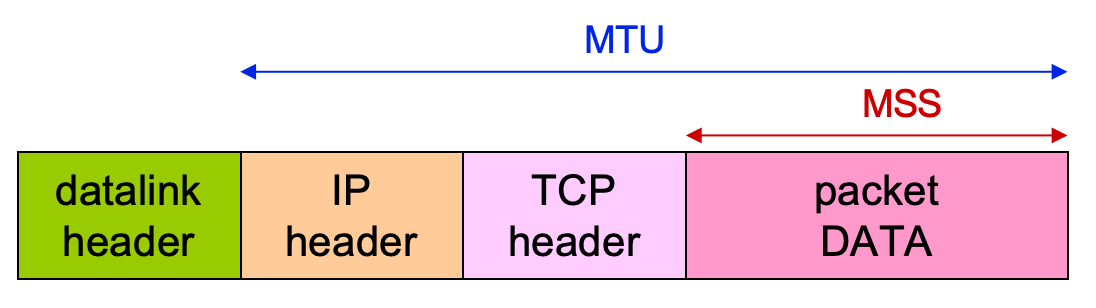 MTU
MSS
datalink
header
IP
header
TCP
header
packet
DATA